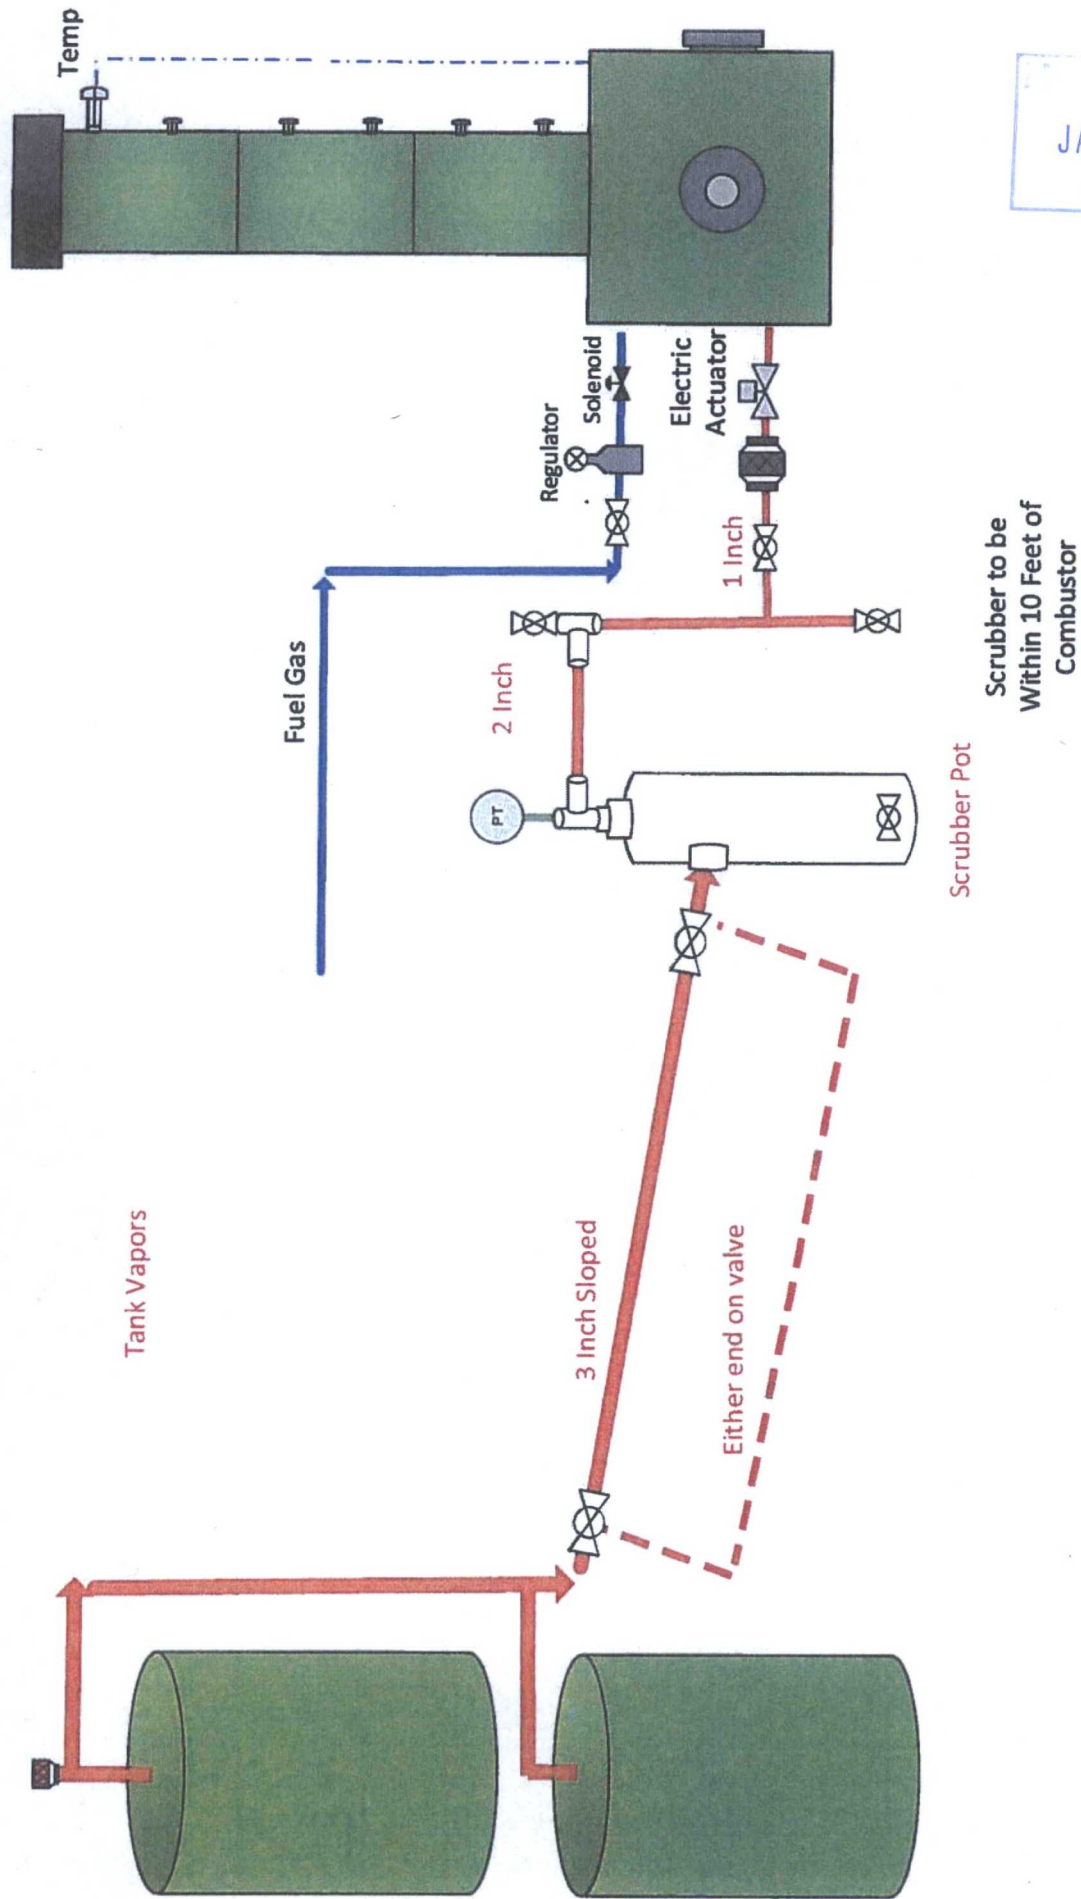 Temp
Fuel Gas
Regulator
Solenoid
Electric
Actuator
2 Inch
1 Inch
PT
Tank Vapors
3 Inch Sloped
Either end on valve
Scrubber Pot
Scrubber to be
Within 10 Feet of
Combustor